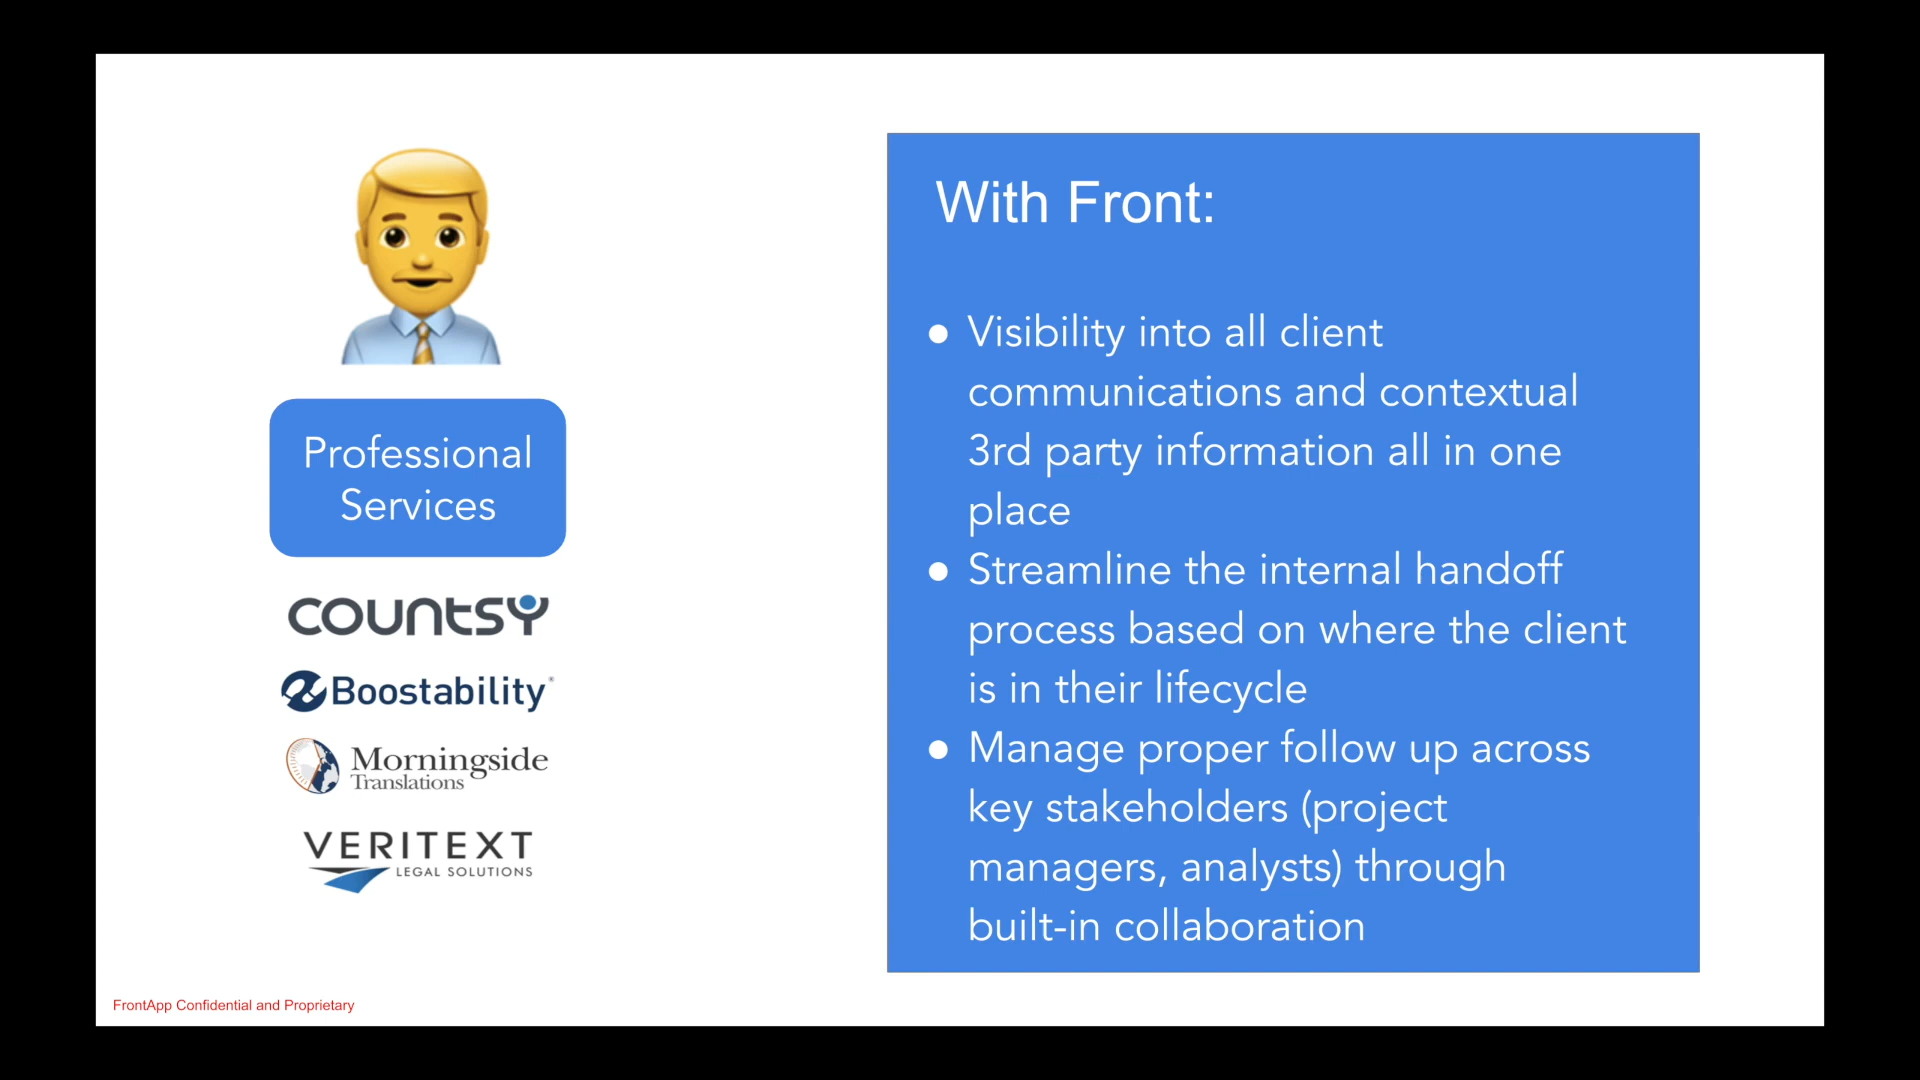 Professional
Services
countsy
Boostability
Morningside
Translations
VERITEXT
LEGAL SOLUTIONS
With Front:
● Visibility into all client
communications and contextual
3rd party information all in one
place
● Streamline the internal handoff
process based on where the client
is in their lifecycle
● Manage proper follow up across
key stakeholders (project
managers, analysts) through
built-in collaboration
FrontApp Confidential and Proprietary